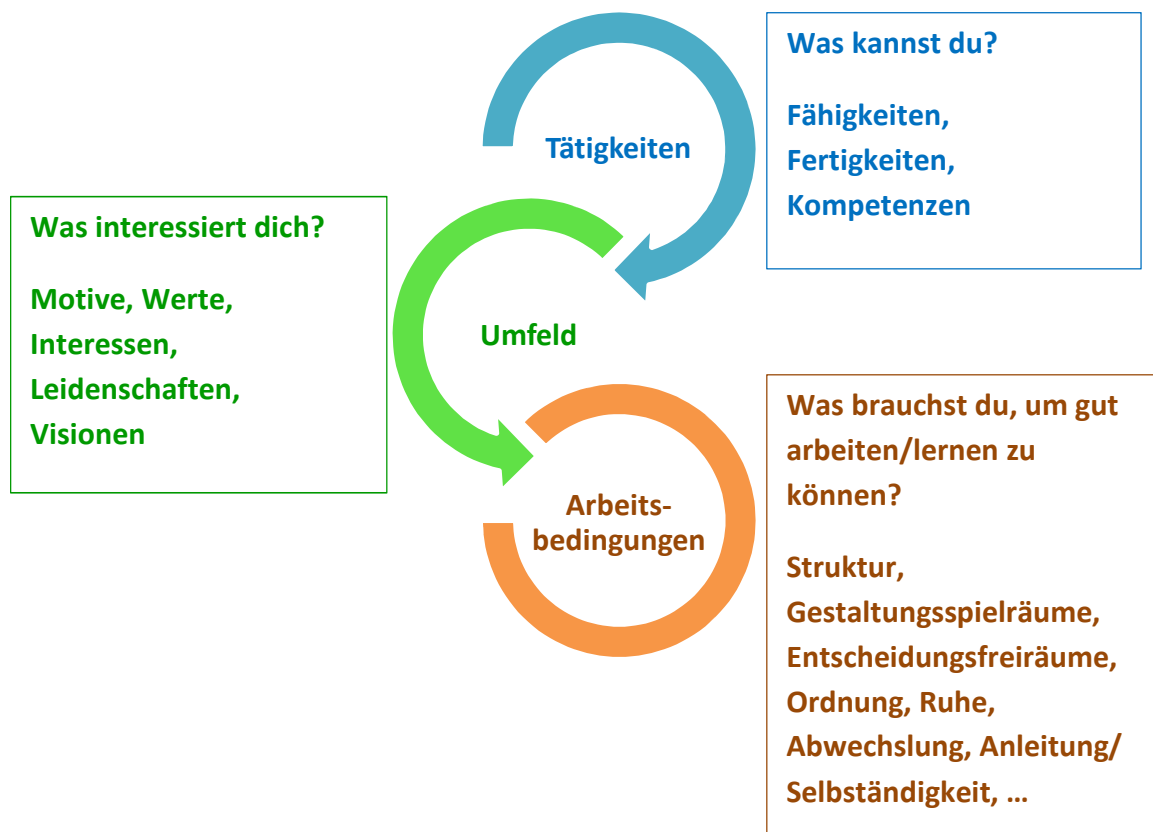 Tätigkeiten
Was kannst du?
Fähigkeiten,
Fertigkeiten,
Kompetenzen
Was interessiert dich?
Motive, Werte,
Interessen,
Leidenschaften,
Visionen
Umfeld
Arbeits-
bedingungen
Was brauchst du, um gut
arbeiten/lernen zu
können?
Struktur,
Gestaltungsspielräume,
Entscheidungsfreiräume,
Ordnung, Ruhe,
Abwechslung, Anleitung/
Selbständigkeit, …